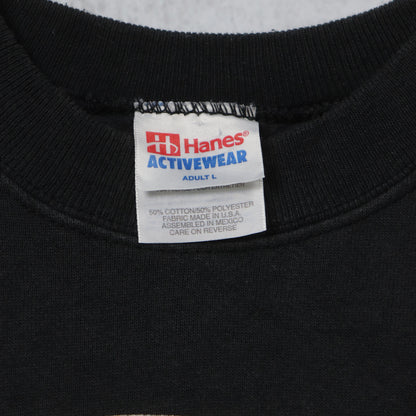 Hanes®
ACTIVEWEAR
ADULT L
50% COTTON/50% POLYESTER
FABRIC MADE IN U.S.A.
ASSEMBLED IN MEXICO
CARE ON REVERSE